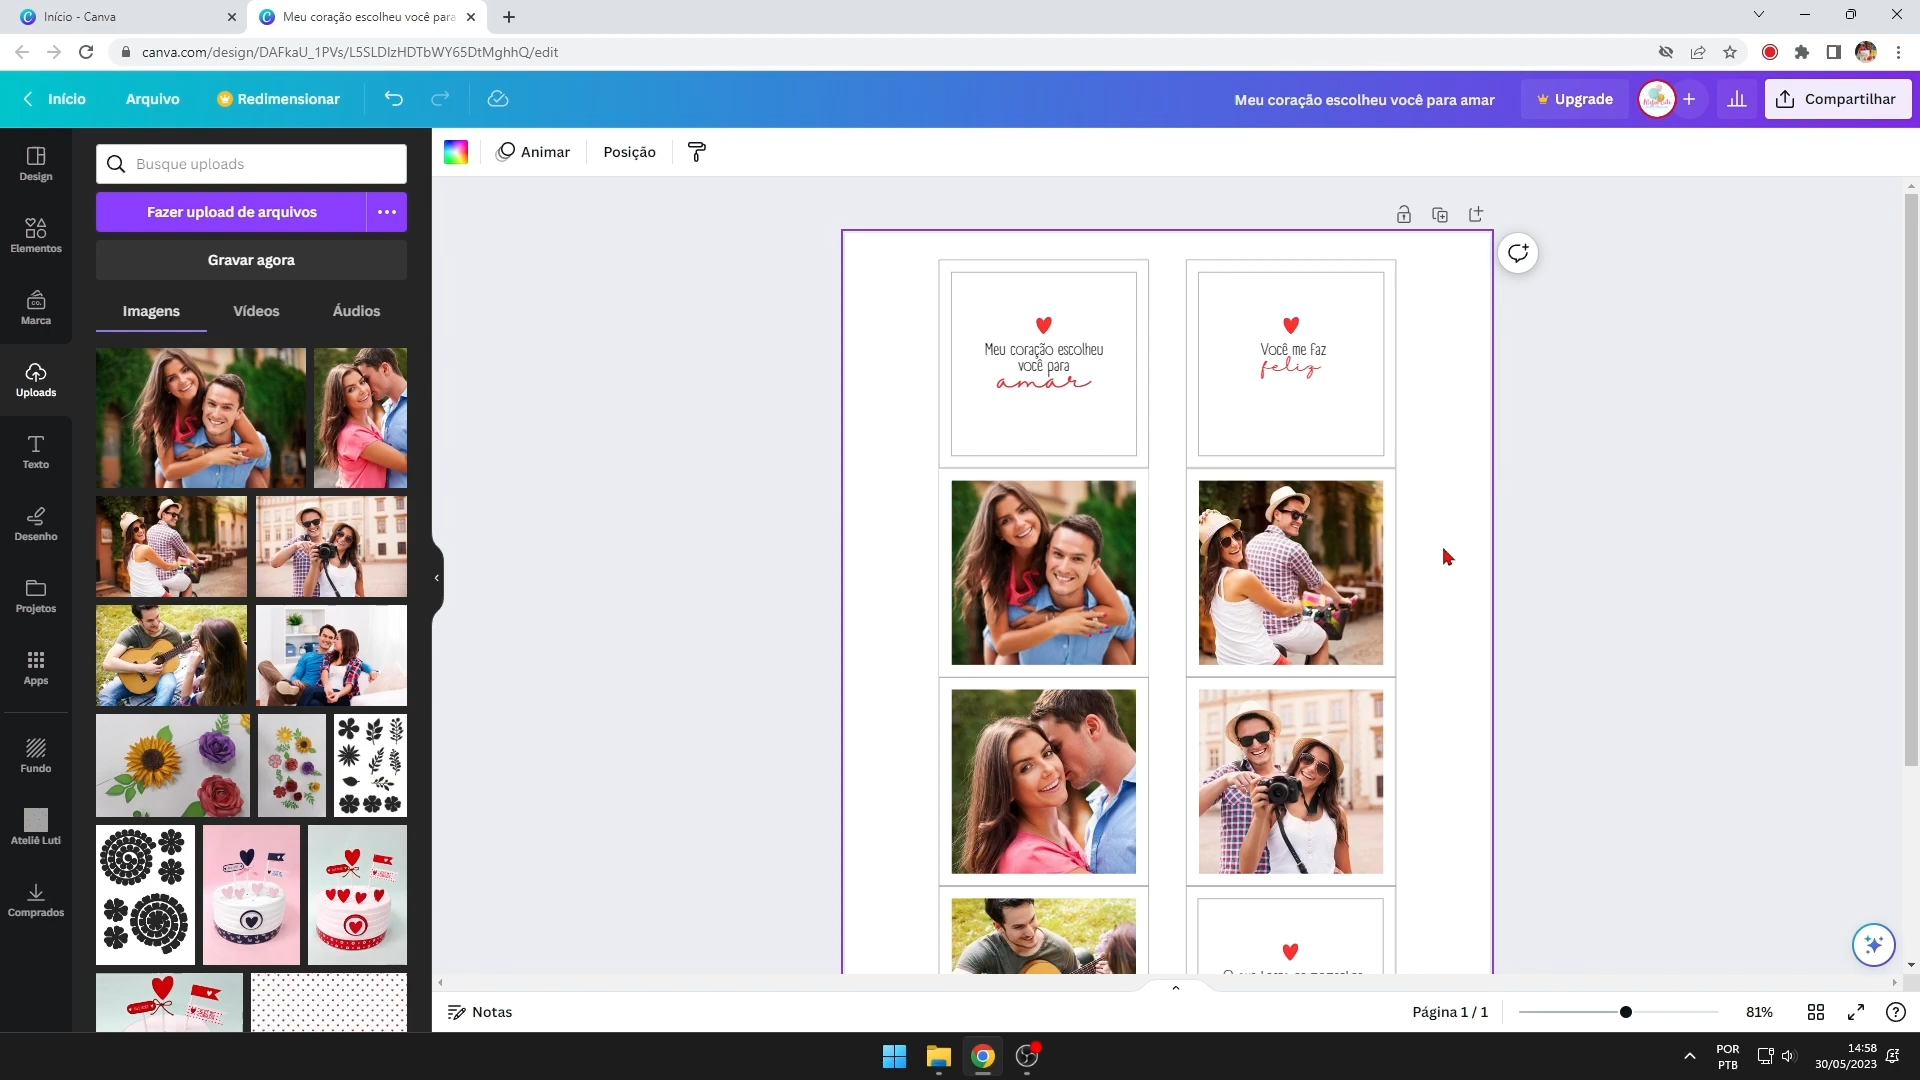 Início - Canva
Meu coração escolheu você para
canva.com/design/DAFkaU_1PVs/L5SLDIzHDTbWY65DtMghhQ/edit
Início
Arquivo
Redimensionar
Meu coração escolheu você para amar
Upgrade
Compartilhar
Animar
Posição
Design
Elementos
Marca
Uploads
Texto
Desenho
Projetos
Apps
Fundo
Ateliê Luti
Comprados
Busque uploads
Fazer upload de arquivos
Gravar agora
Imagens
Vídeos
Áudios
Meu coração escolheu
você para
amar
Você me faz
feliz
Notas
Página 1 / 1
81%
POR
PTB
14:58
30/05/2023